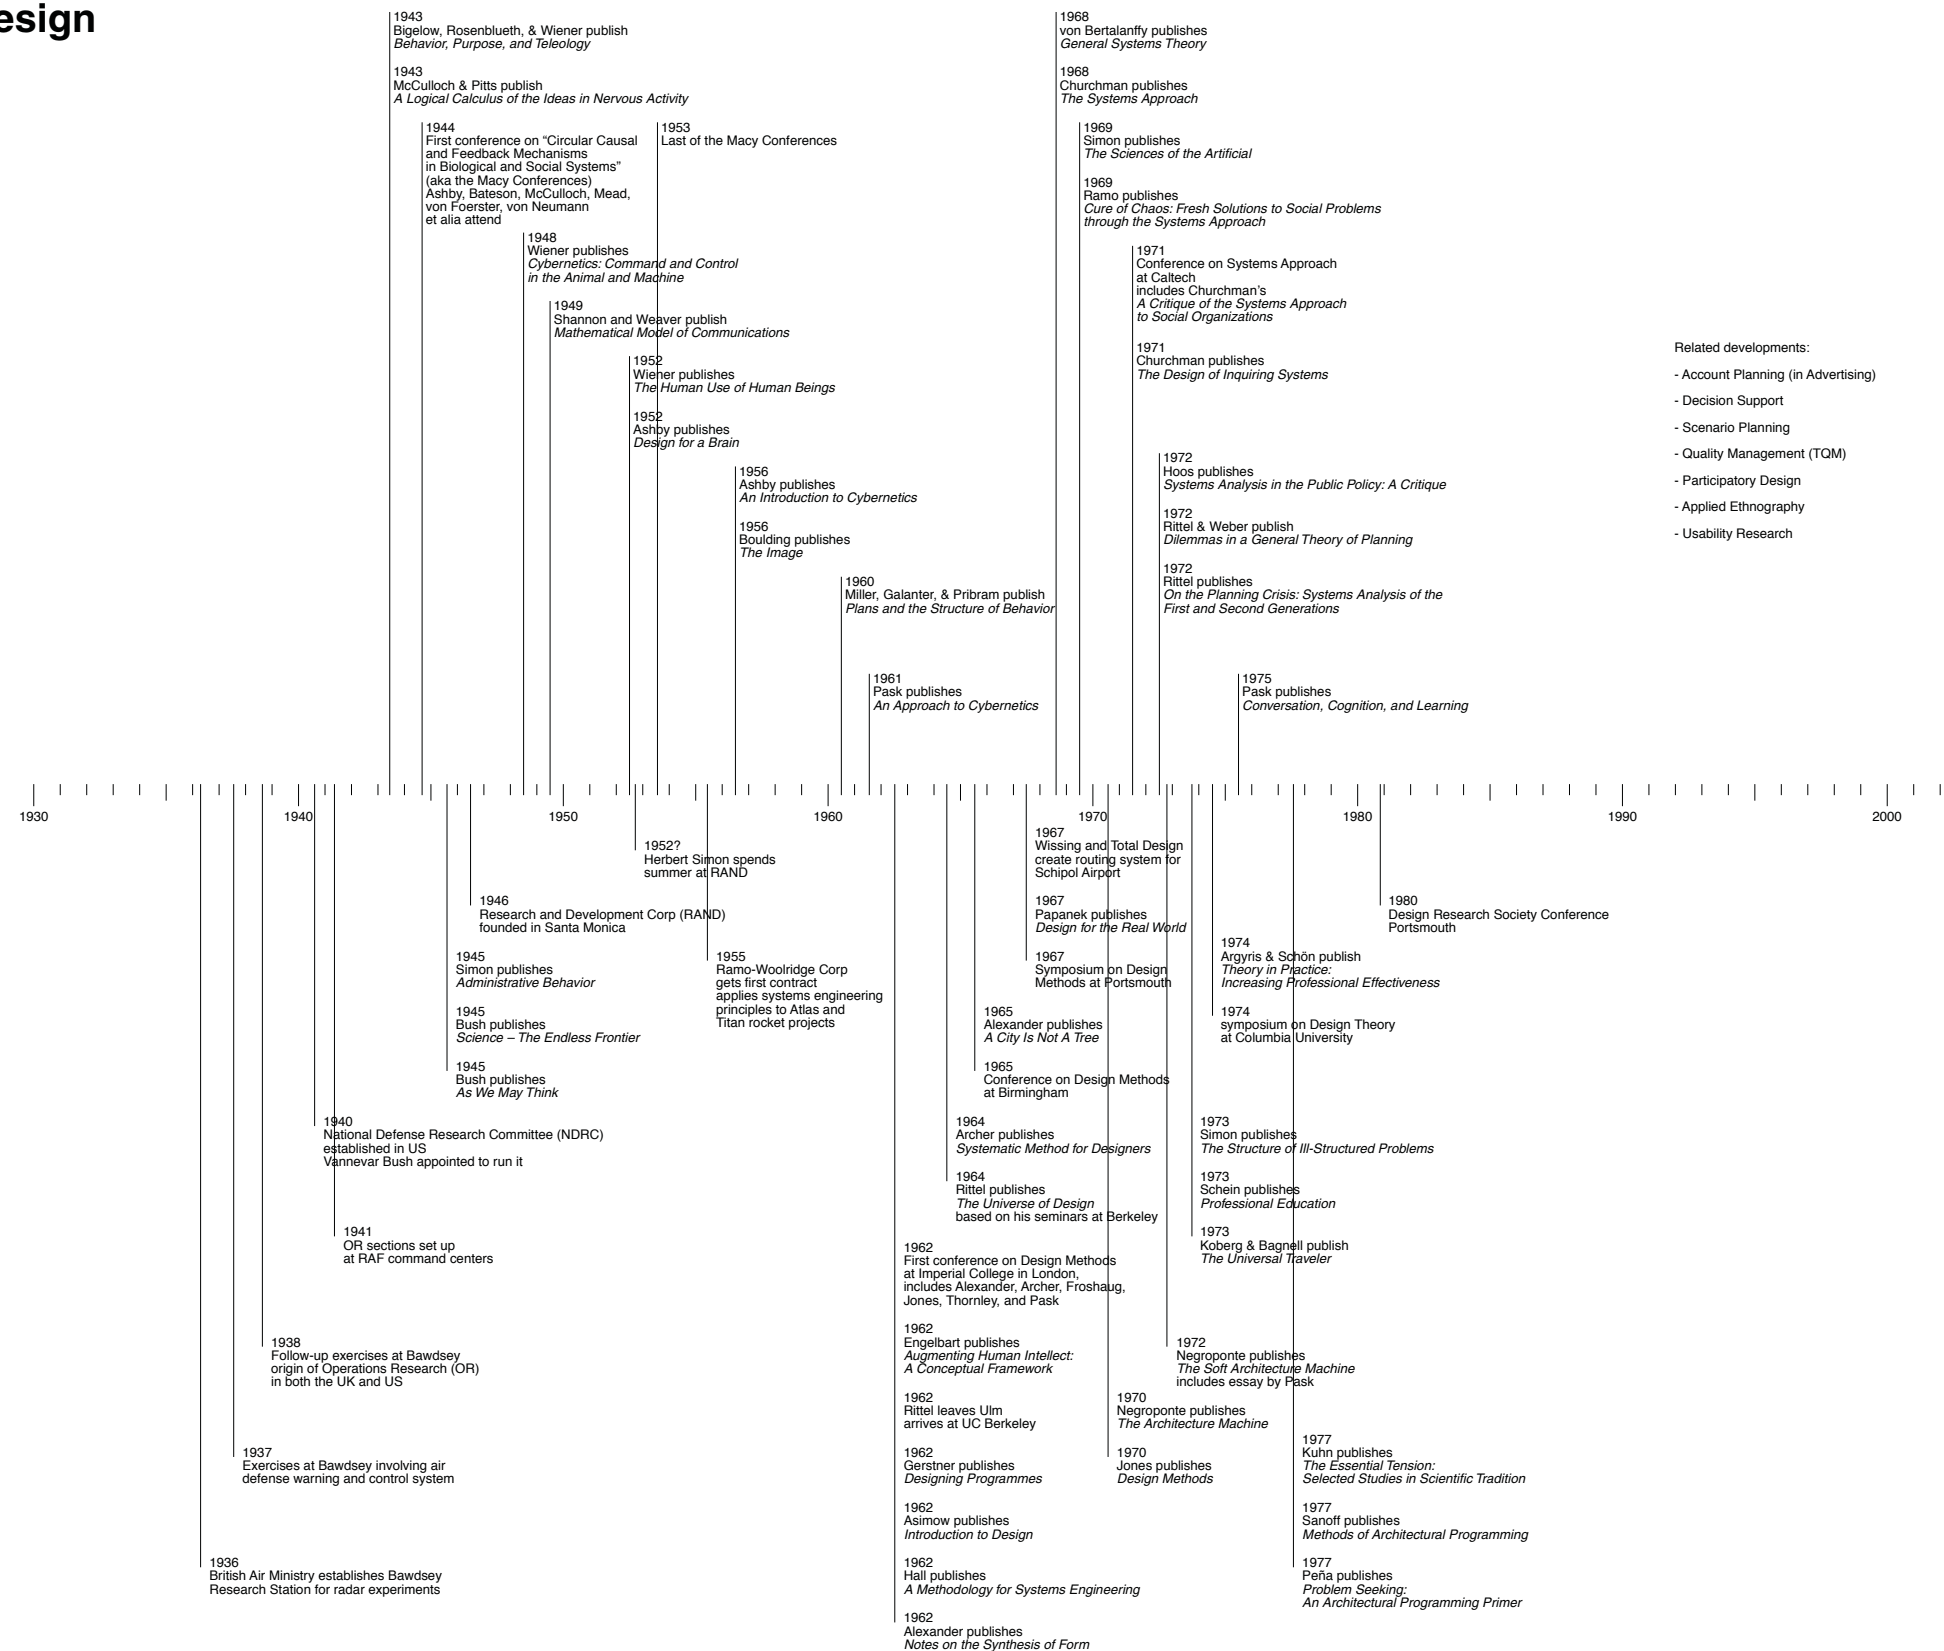 esign
1943
Bigelow, Rosenblueth, & Wiener publish
Behavior, Purpose, and Teleology
1943
McCulloch & Pitts publish
A Logical Calculus of the Ideas in Nervous Activity
1944
First conference on “Circular Causal
and Feedback Mechanisms
in Biological and Social Systems”
(aka the Macy Conferences)
Ashby, Bateson, McCulloch, Mead,
von Foerster, von Neumann
et alia attend
1953
Last of the Macy Conferences
1948
Wiener publishes
Cybernetics: Command and Control
in the Animal and Machine
1949
Shannon and Weaver publish
Mathematical Model of Communications
1952
Wiener publishes
The Human Use of Human Beings
1952
Ashby publishes
Design for a Brain
1956
Ashby publishes
An Introduction to Cybernetics
1956
Boulding publishes
The Image
1960
Miller, Galanter, & Pribram publish
Plans and the Structure of Behavior
1961
Pask publishes
An Approach to Cybernetics
1968
von Bertalanffy publishes
General Systems Theory
1968
Churchman publishes
The Systems Approach
1969
Simon publishes
The Sciences of the Artificial
1969
Ramo publishes
Cure of Chaos: Fresh Solutions to Social Problems
through the Systems Approach
1971
Conference on Systems Approach
at Caltech
includes Churchman’s
A Critique of the Systems Approach
to Social Organizations
1971
Churchman publishes
The Design of Inquiring Systems
1972
Hoos publishes
Systems Analysis in the Public Policy: A Critique
1972
Rittel & Weber publish
Dilemmas in a General Theory of Planning
1972
Rittel publishes
On the Planning Crisis: Systems Analysis of the
First and Second Generations
1975
Pask publishes
Conversation, Cognition, and Learning
Related developments:
- Account Planning (in Advertising)
- Decision Support
- Scenario Planning
- Quality Management (TQM)
- Participatory Design
- Applied Ethnography
- Usability Research
1930
1940
1950
1960
1970
1980
1990
2000
1952?
Herbert Simon spends
summer at RAND
1946
Research and Development Corp (RAND)
founded in Santa Monica
1945
Simon publishes
Administrative Behavior
1945
Bush publishes
Science – The Endless Frontier
1945
Bush publishes
As We May Think
1955
Ramo-Woolridge Corp
gets first contract
applies systems engineering
principles to Atlas and
Titan rocket projects
1940
National Defense Research Committee (NDRC)
established in US
Vannevar Bush appointed to run it
1941
OR sections set up
at RAF command centers
1938
Follow-up exercises at Bawdsey
origin of Operations Research (OR)
in both the UK and US
1937
Exercises at Bawdsey involving air
defense warning and control system
1936
British Air Ministry establishes Bawdsey
Research Station for radar experiments
1967
Wissing and Total Design
create routing system for
Schipol Airport
1967
Papanek publishes
Design for the Real World
1967
Symposium on Design
Methods at Portsmouth
1965
Alexander publishes
A City Is Not A Tree
1965
Conference on Design Methods
at Birmingham
1964
Archer publishes
Systematic Method for Designers
1964
Rittel publishes
The Universe of Design
based on his seminars at Berkeley
1962
First conference on Design Methods
at Imperial College in London,
includes Alexander, Archer, Froshaug,
Jones, Thornley, and Pask
1962
Engelbart publishes
Augmenting Human Intellect:
A Conceptual Framework
1962
Rittel leaves Ulm
arrives at UC Berkeley
1962
Gerstner publishes
Designing Programmes
1962
Asimow publishes
Introduction to Design
1962
Hall publishes
A Methodology for Systems Engineering
1962
Alexander publishes
Notes on the Synthesis of Form
1980
Design Research Society Conference
Portsmouth
1974
Argyris & Schön publish
Theory in Practice:
Increasing Professional Effectiveness
1974
symposium on Design Theory
at Columbia University
1973
Simon publishes
The Structure of Ill-Structured Problems
1973
Schein publishes
Professional Education
1973
Koberg & Bagnell publish
The Universal Traveler
1972
Negroponte publishes
The Soft Architecture Machine
includes essay by Pask
1970
Negroponte publishes
The Architecture Machine
1970
Jones publishes
Design Methods
1977
Kuhn publishes
The Essential Tension:
Selected Studies in Scientific Tradition
1977
Sanoff publishes
Methods of Architectural Programming
1977
Peña publishes
Problem Seeking:
An Architectural Programming Primer